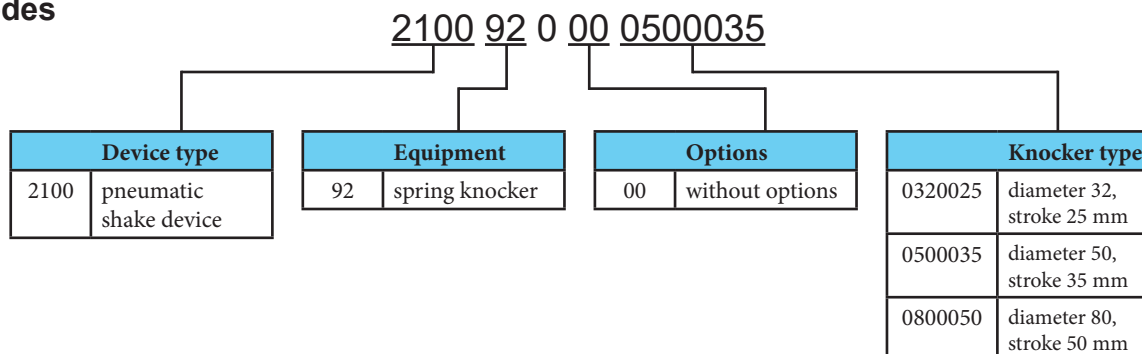 des
2100 92 0 00 0500035
Device type
2100 pneumatic
shake device
Equipment
92 spring knocker
Options
00 without options
Knocker type
0320025 diameter 32,
stroke 25 mm
0500035 diameter 50,
stroke 35 mm
0800050 diameter 80,
stroke 50 mm